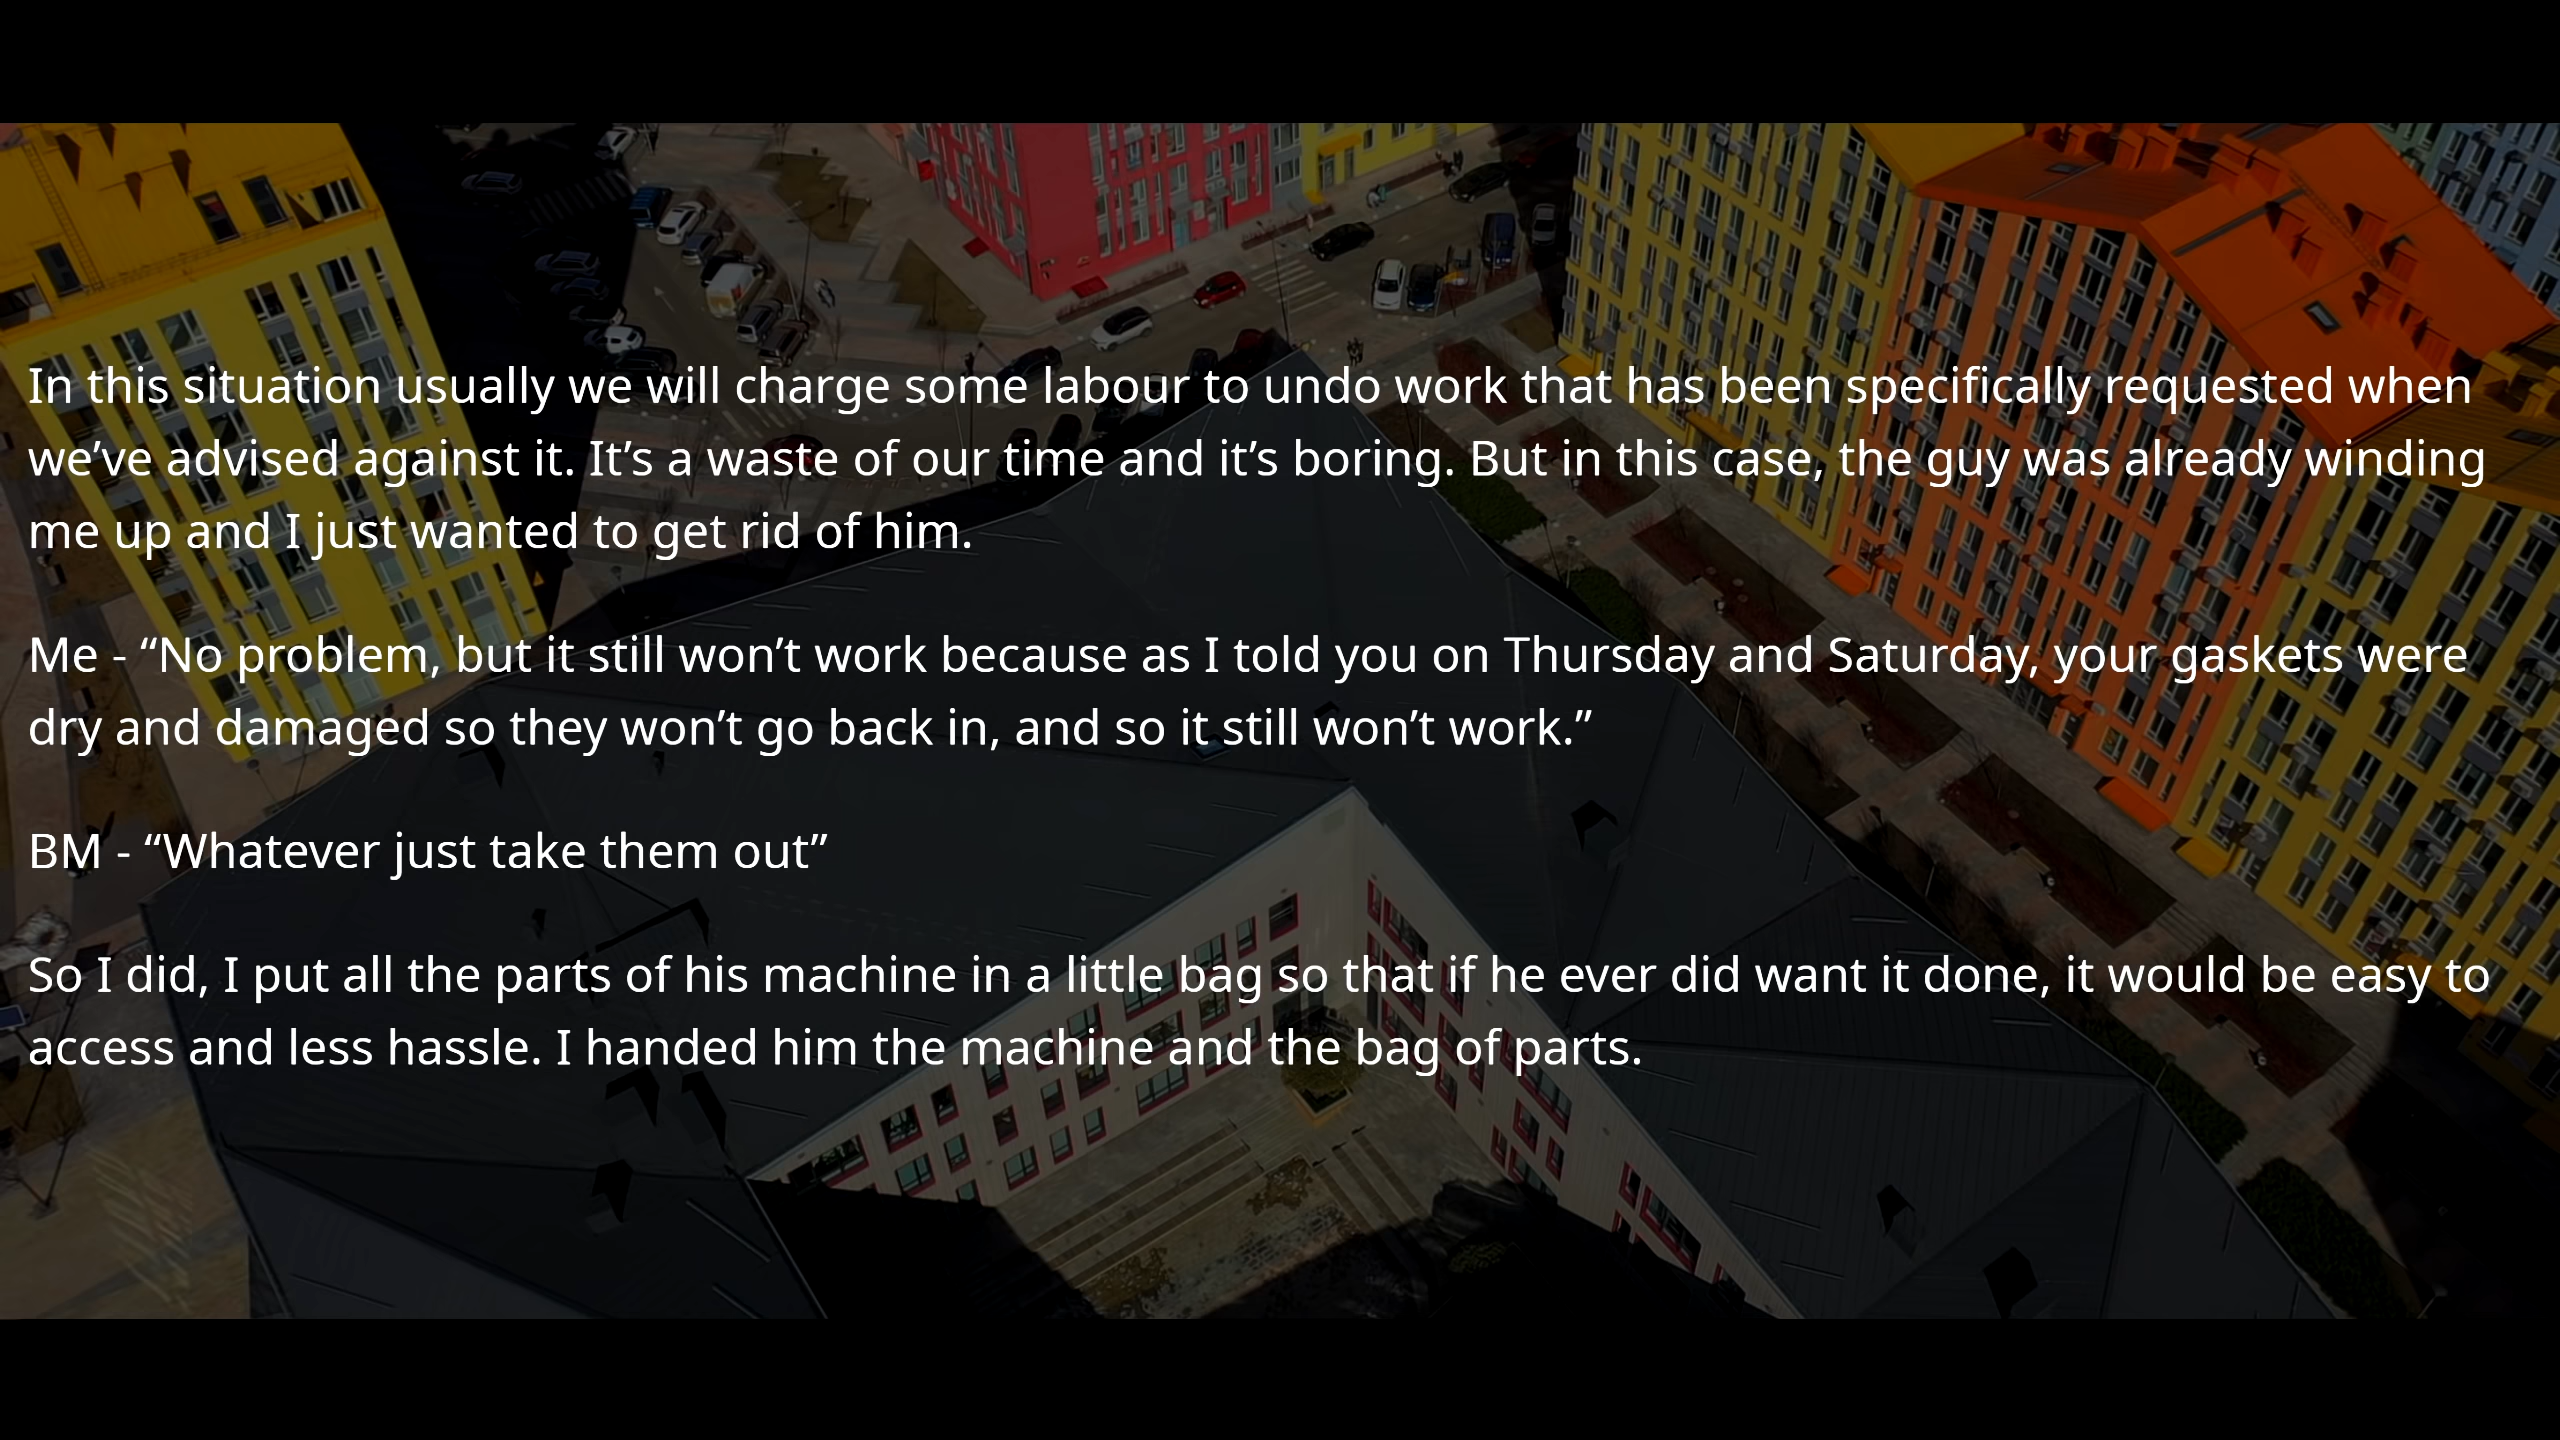 In this situation usually we will charge some labour to undo work that has been specifically requested when
we’ve advised against it. It’s a waste of our time and it’s boring. But in this case, the guy was already winding
me up and I just wanted to get rid of him.
Me - “No problem, but it still won’t work because as I told you on Thursday and Saturday, your gaskets were
dry and damaged so they won’t go back in, and so it still won’t work.”
BM - “Whatever just take them out”
So I did, I put all the parts of his machine in a little bag so that if he ever did want it done, it would be easy to
access and less hassle. I handed him the machine and the bag of parts.